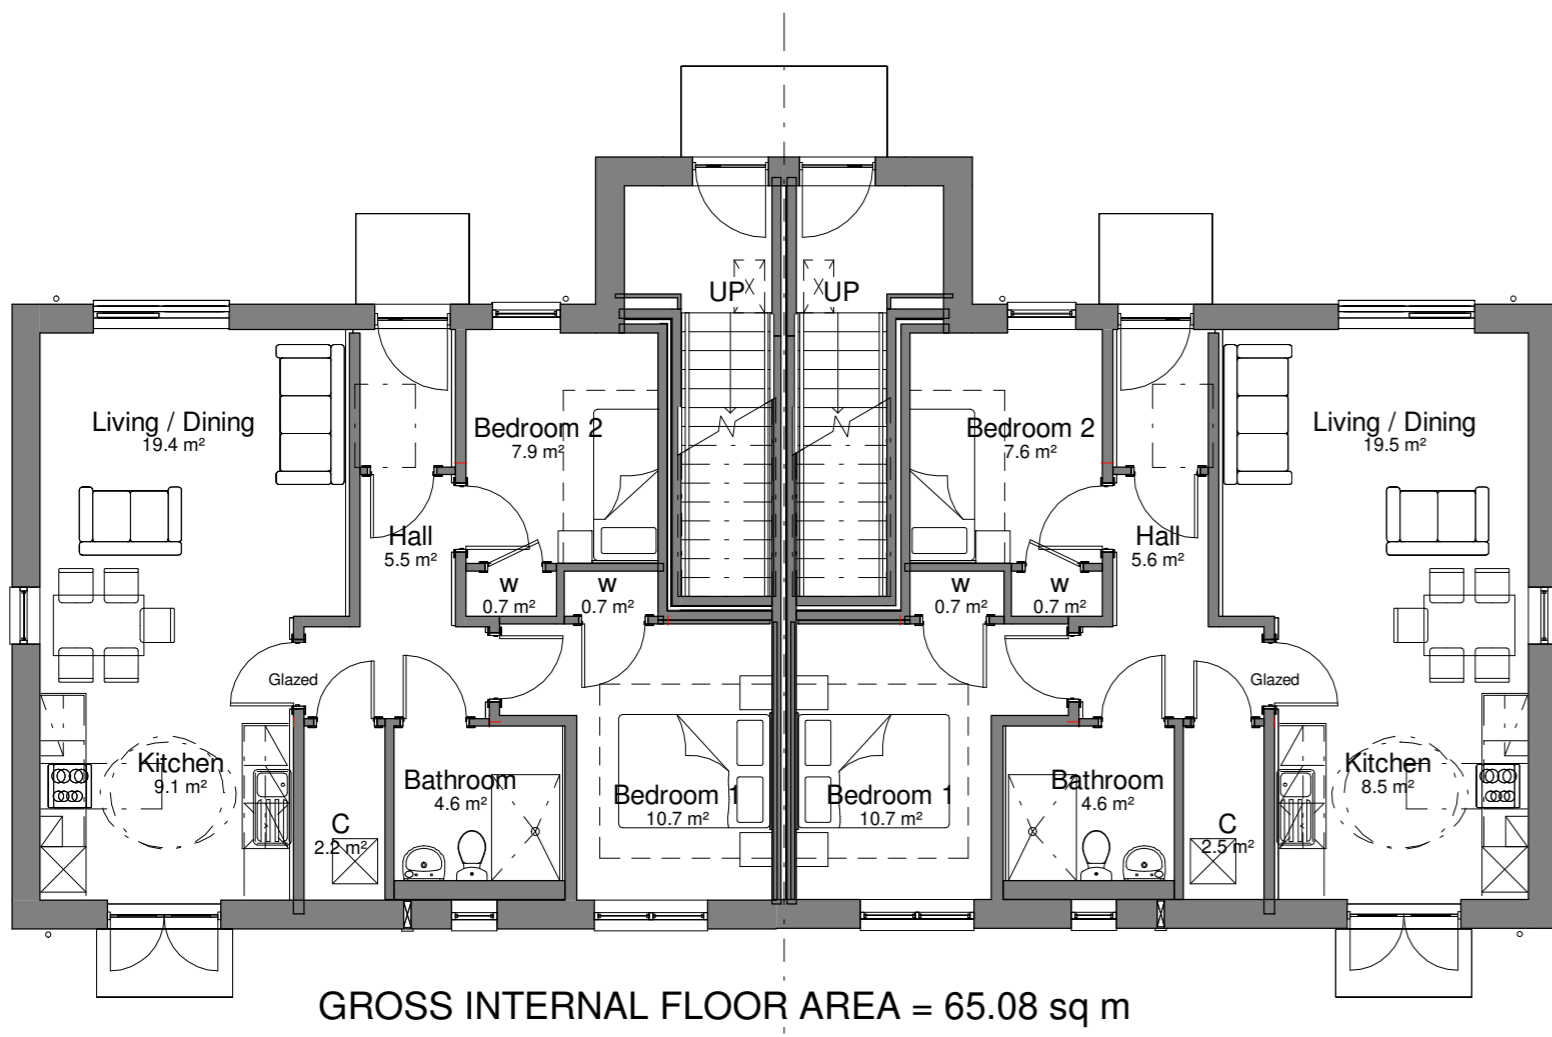 UP
UP
Living / Dining
19.4 m²
Bedroom 2
7.9 m²
Bedroom 2
7.6 m²
Living / Dining
19.5 m²
Hall
5.5 m²
Hall
5.6 m²
w
0.7 m²
w
0.7 m²
w
0.7 m²
w
0.7 m²
Glazed
Glazed
Kitchen
9.1 m²
Bathroom
4.6 m²
Bedroom 1
10.7 m²
Bedroom 1
10.7 m²
Bathroom
4.6 m²
Kitchen
8.5 m²
C
2.2 m²
C
2.5 m²
GROSS INTERNAL FLOOR AREA = 65.08 sq m